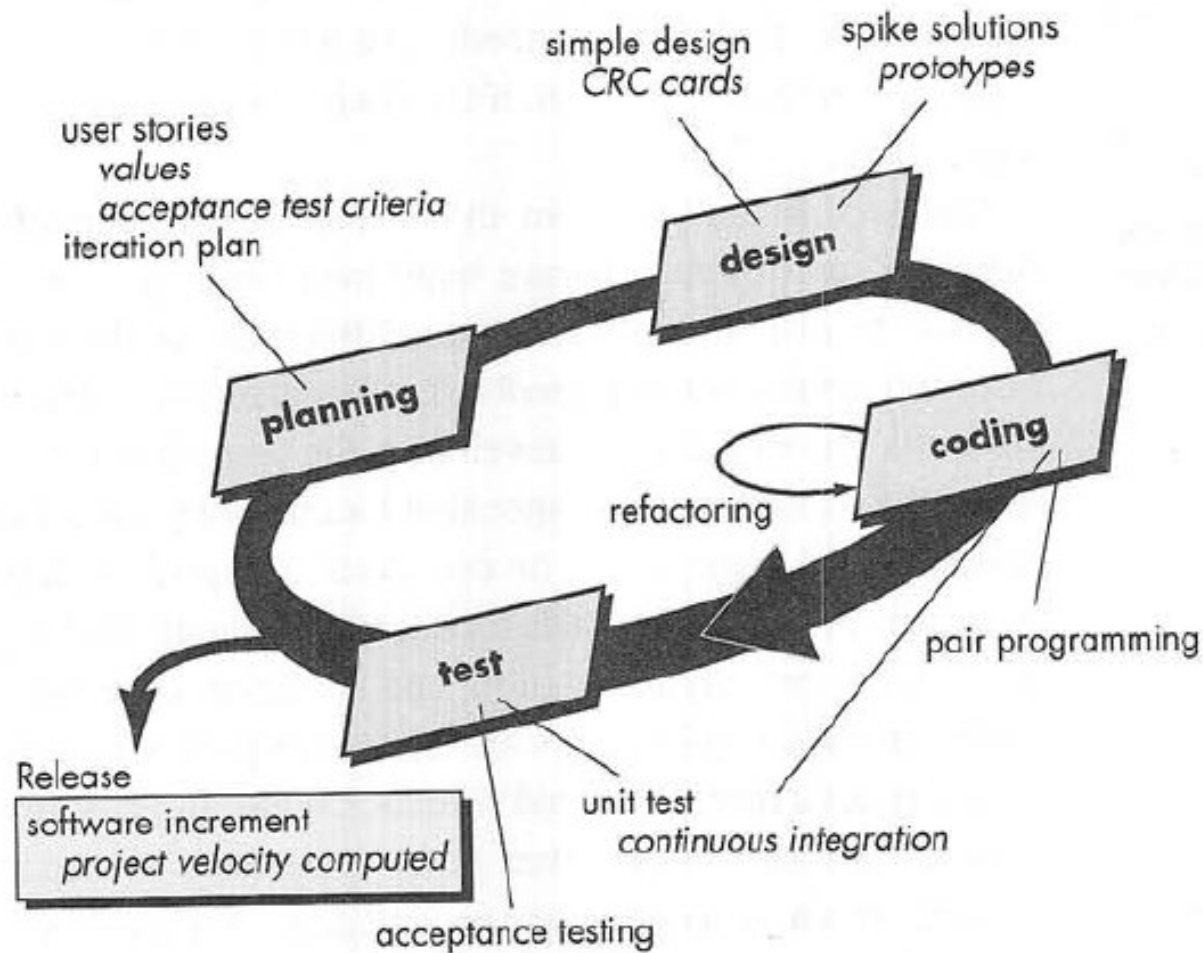 simple design
CRC cards
spike solutions
prototypes
user stories
values
acceptance test criteria
iteration plan
design
planning
coding
refactoring
test
pair programming
Release
software increment
project velocity computed
unit test
continuous integration
acceptance testing